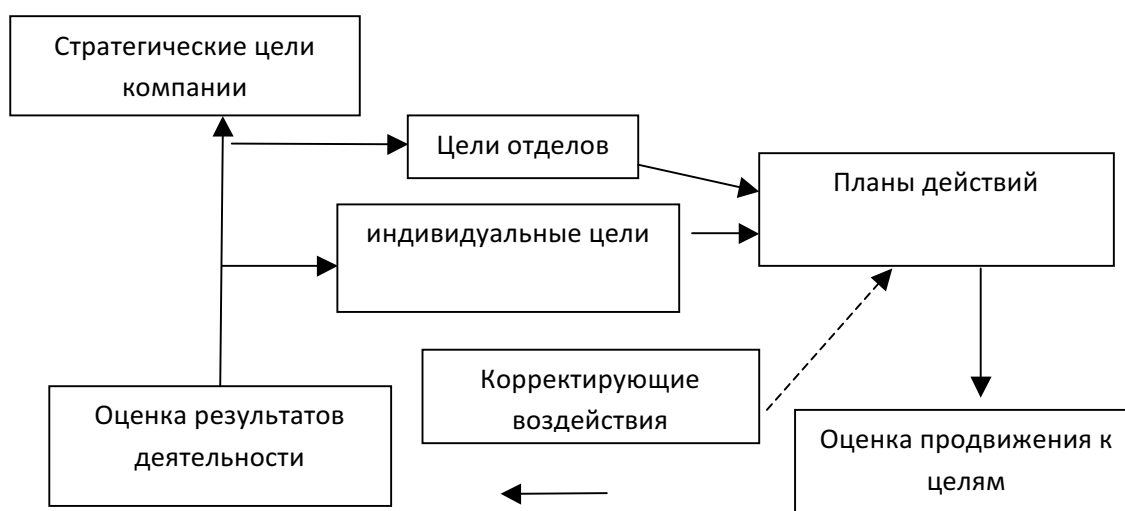 Стратегические цели
компании
Цели отделов
Планы действий
индивидуальные цели
Корректирующие
воздействия
Оценка результатов
деятельности
Оценка продвижения к
целям